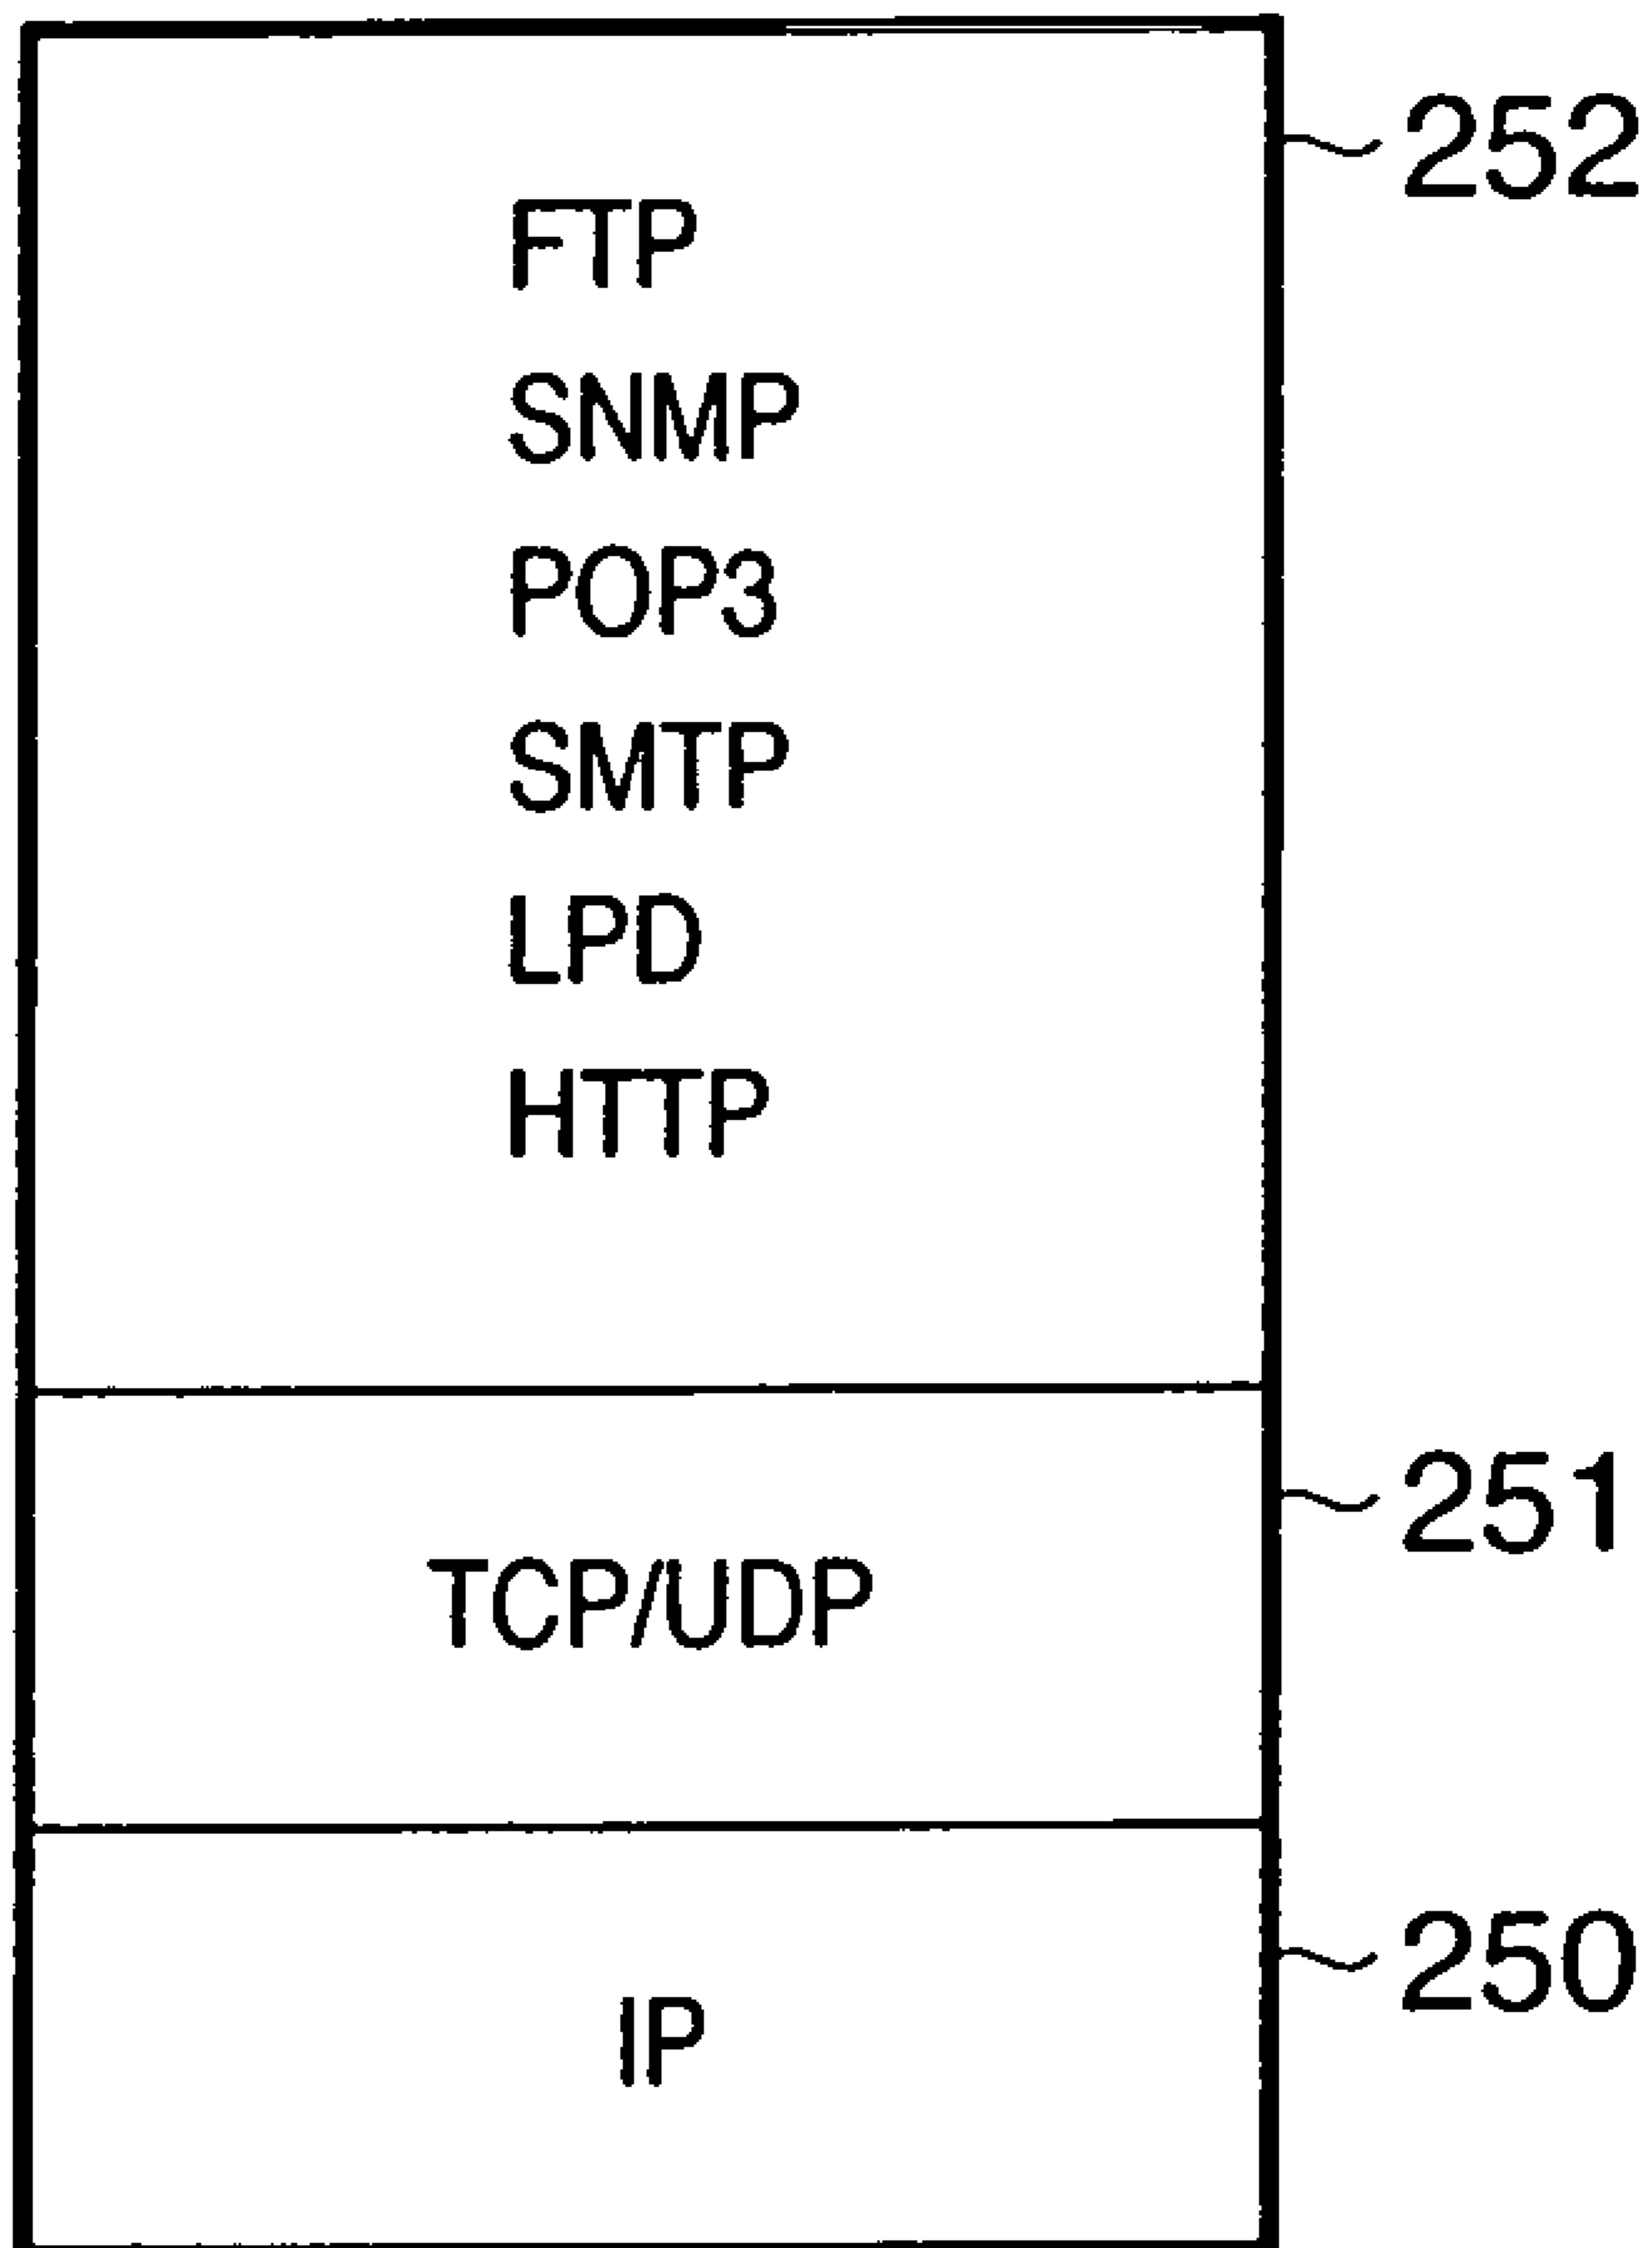 252
FTP
SNMP
POP3
SMTP
LPD
HTTP
251
TCP/UDP
250
IP